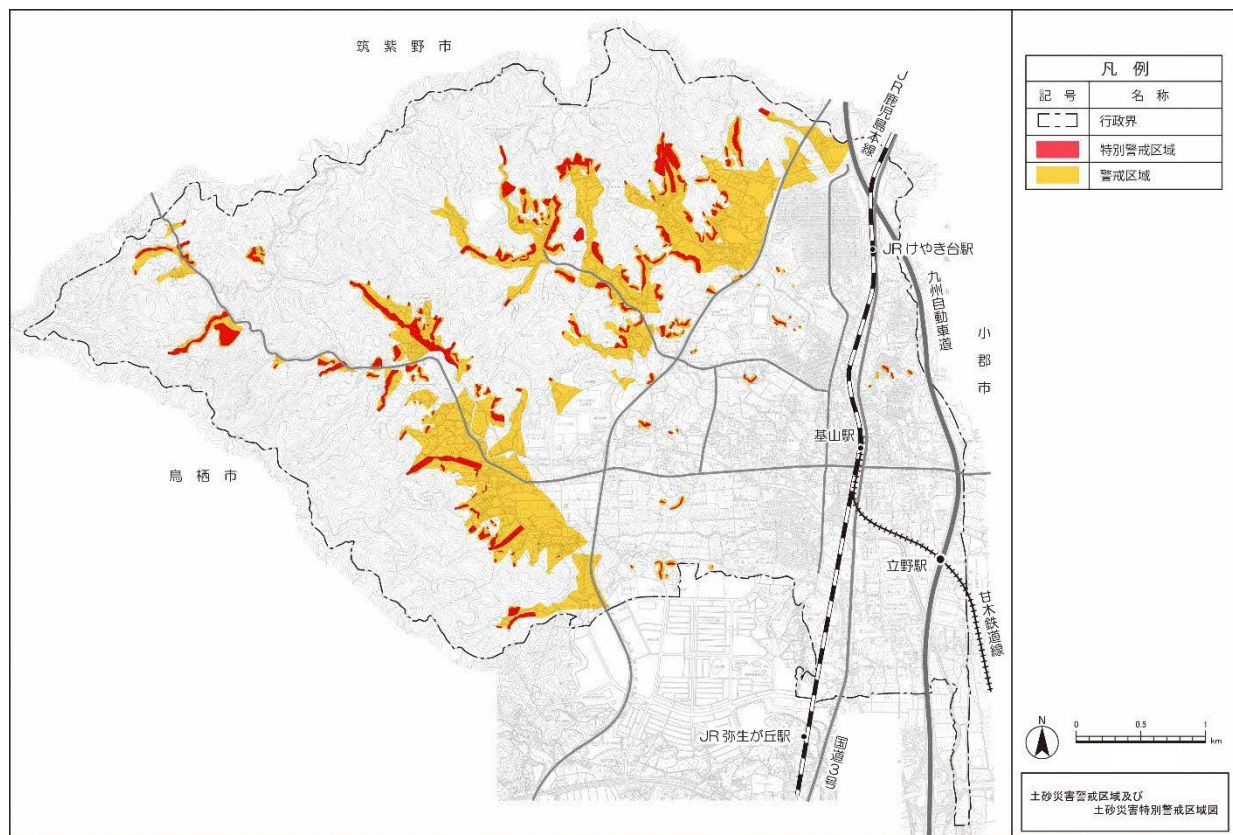 筑紫野市
JR鹿児島本線
JRけやき台駅
九州自動車道
小郡市
基山駅
鳥栖市
立野駅
甘木鉄道線
JR弥生が丘駅
国道3号
凡 例
記 号 名 称
行政界
特別警戒区域
警戒区域
N
0 0.5 1
km
土砂災害警戒区域及び
土砂災害特別警戒区域図